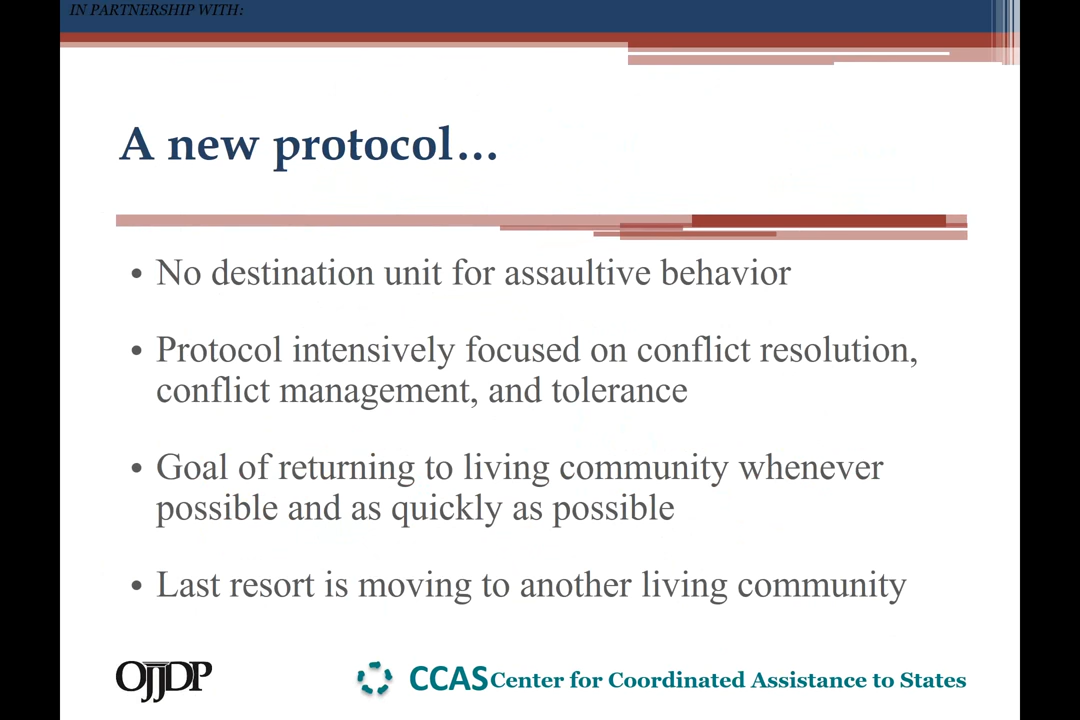 IN PARTNERSHIP WITH:
A new protocol…
• No destination unit for assaultive behavior
• Protocol intensively focused on conflict resolution,
conflict management, and tolerance
• Goal of returning to living community whenever
possible and as quickly as possible
• Last resort is moving to another living community
OJJDP
CCAS Center for Coordinated Assistance to States